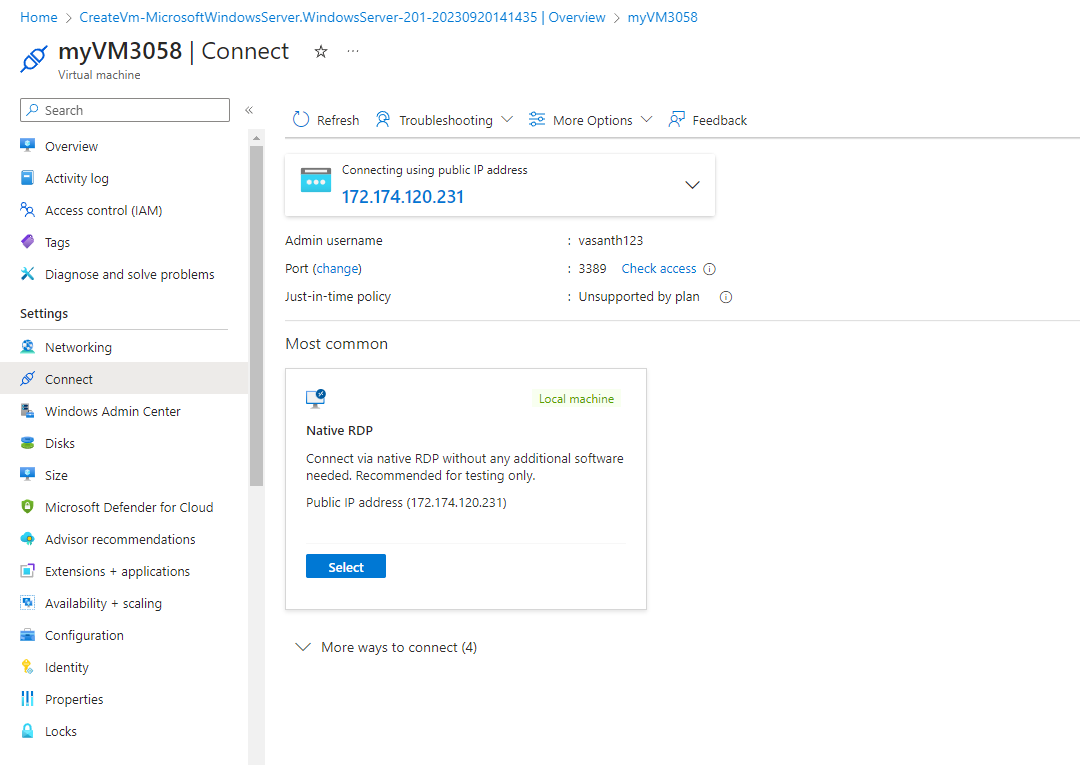 Home > CreateVm-MicrosoftWindowsServer.WindowsServer-201-20230920141435 | Overview > myVM3058
myVM3058 | Connect ☆ ···
Virtual machine
Search «
Overview
Activity log
Access control (IAM)
Tags
Diagnose and solve problems
Settings
Networking
Connect
Windows Admin Center
Disks
Size
Microsoft Defender for Cloud
Advisor recommendations
Extensions + applications
Availability + scaling
Configuration
Identity
Properties
Locks
Refresh Troubleshooting More Options Feedback
Connecting using public IP address
172.174.120.231
Admin username : vasanth123
Port (change) : 3389 Check access
Just-in-time policy : Unsupported by plan
Most common
Local machine
Native RDP
Connect via native RDP without any additional software
needed. Recommended for testing only.
Public IP address (172.174.120.231)
Select
More ways to connect (4)